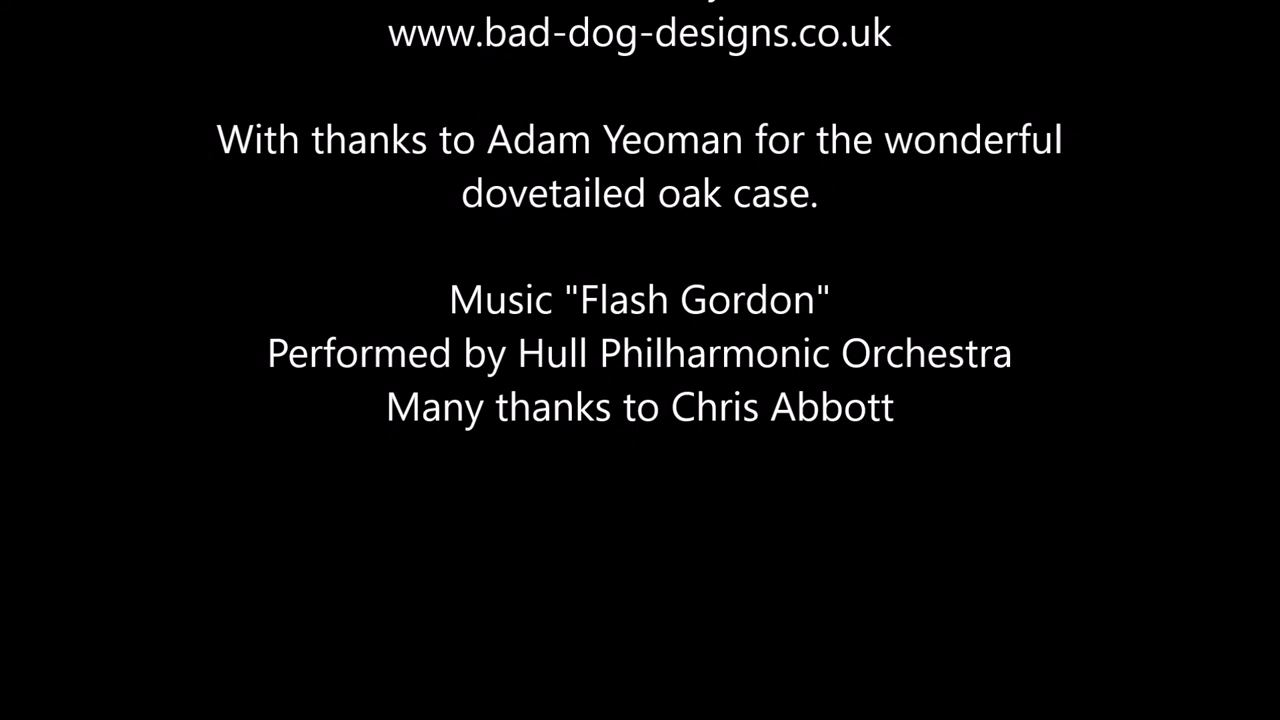 www.bad-dog-designs.co.uk
With thanks to Adam Yeoman for the wonderful
dovetailed oak case.
Music "Flash Gordon"
Performed by Hull Philharmonic Orchestra
Many thanks to Chris Abbott